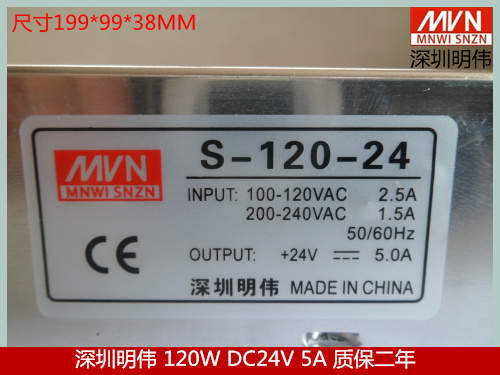 尺寸199*99*38MM
MVN
MNWI SNZN
深圳明伟
MVN
MNWI SNZN
S-120-24
INPUT: 100-120VAC 2.5A
200-240VAC 1.5A
50/60Hz
OUTPUT: +24V 5.0A
CE
深圳明伟 MADE IN CHINA
深圳明伟 120W DC24V 5A 质保二年